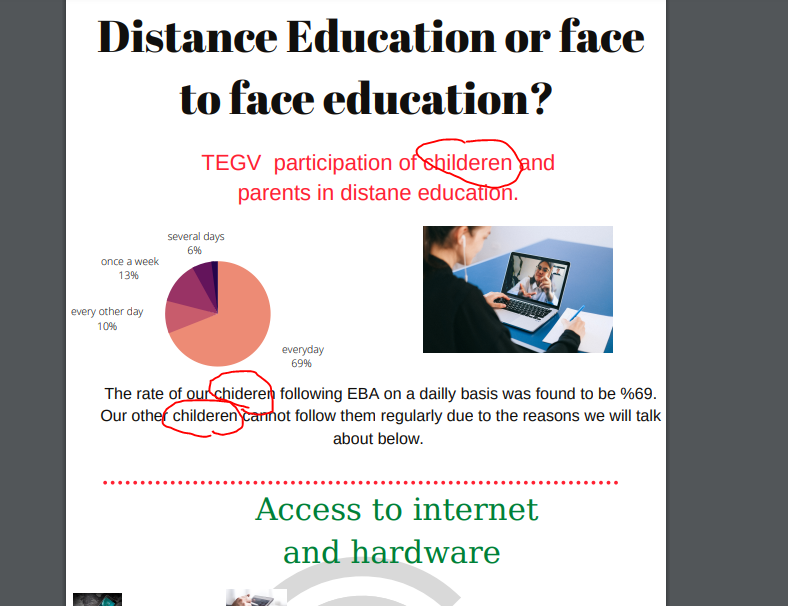 Distance Education or face
to face education?
TEGV participation of childeren and
parents in distane education.
several days
6%
once a week
13%
every other day
10%
everyday
69%
The rate of our chideren following EBA on a dailly basis was found to be %69.
Our other childeren cannot follow them regularly due to the reasons we will talk
about below.
Access to internet
and hardware